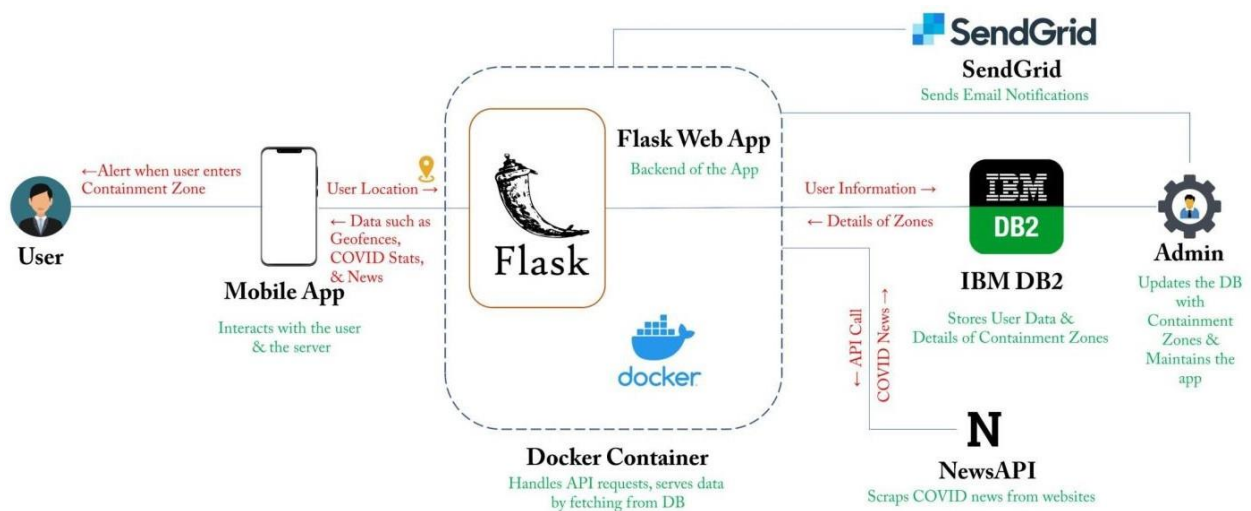 SendGrid
SendGrid
Sends Email Notifications
←Alert when user enters
Containment Zone
User
User Location →
← Data such as
Geofences,
COVID Stats,
& News
Mobile App
Interacts with the user
& the server
Flask
Flask Web App
Backend of the App
docker
Docker Container
Handles API requests, serves data
by fetching from DB
User Information →
← Details of Zones
IBM
DB2
IBM DB2
Stores User Data &
Details of Containment Zones
Admin
Updates the DB
with
Containment
Zones &
Maintains the
app
← API Call
COVID News →
N
NewsAPI
Scraps COVID news from websites